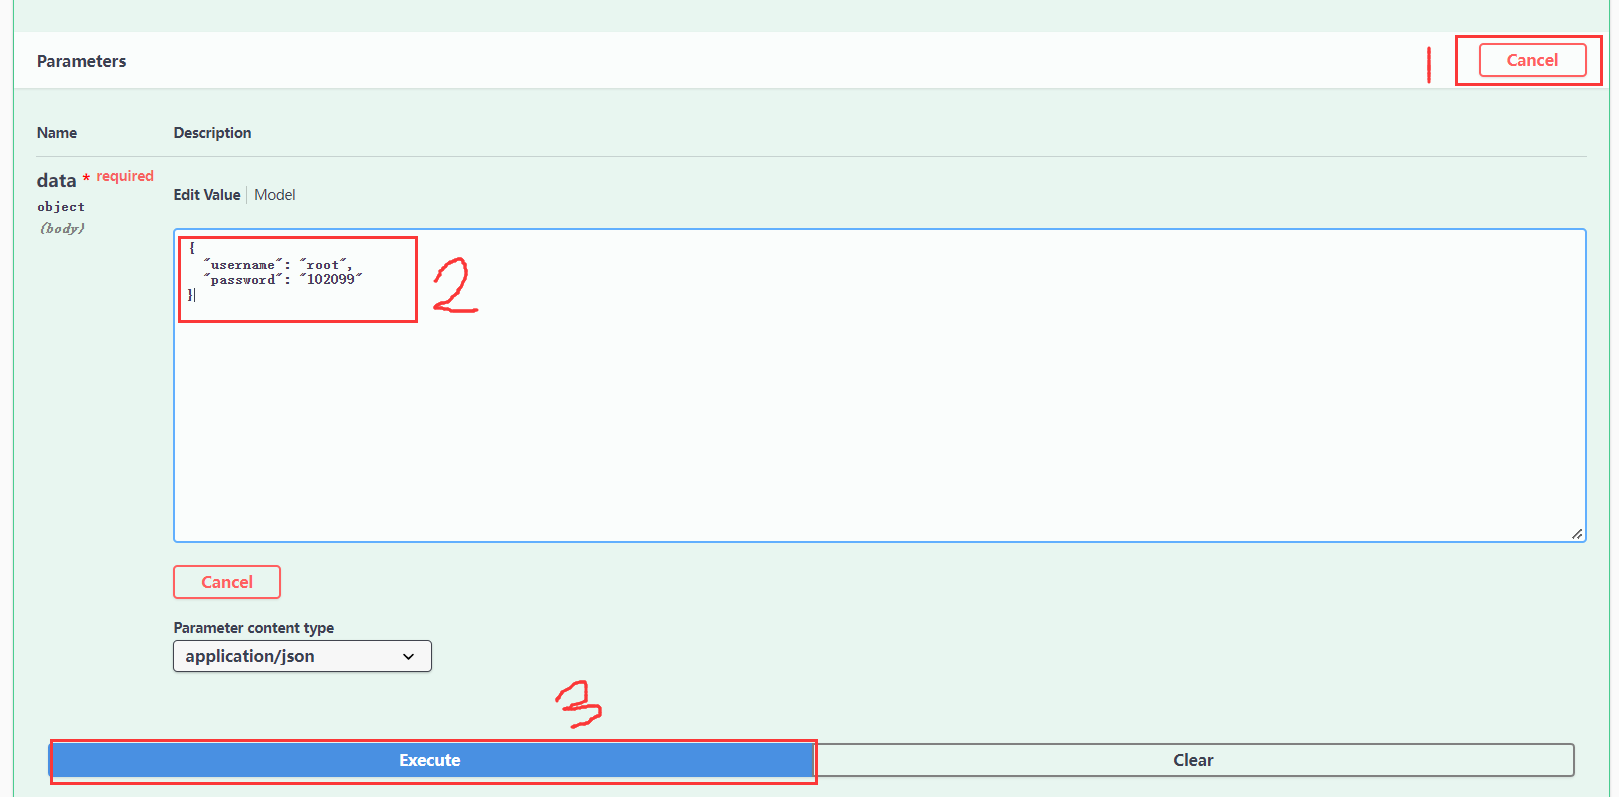 Parameters
1
Cancel
Name
Description
data * required
object
(body)
Edit Value | Model
{
"username": "root",
"password": "102099"
}
2
Cancel
Parameter content type
application/json
3
Execute
Clear